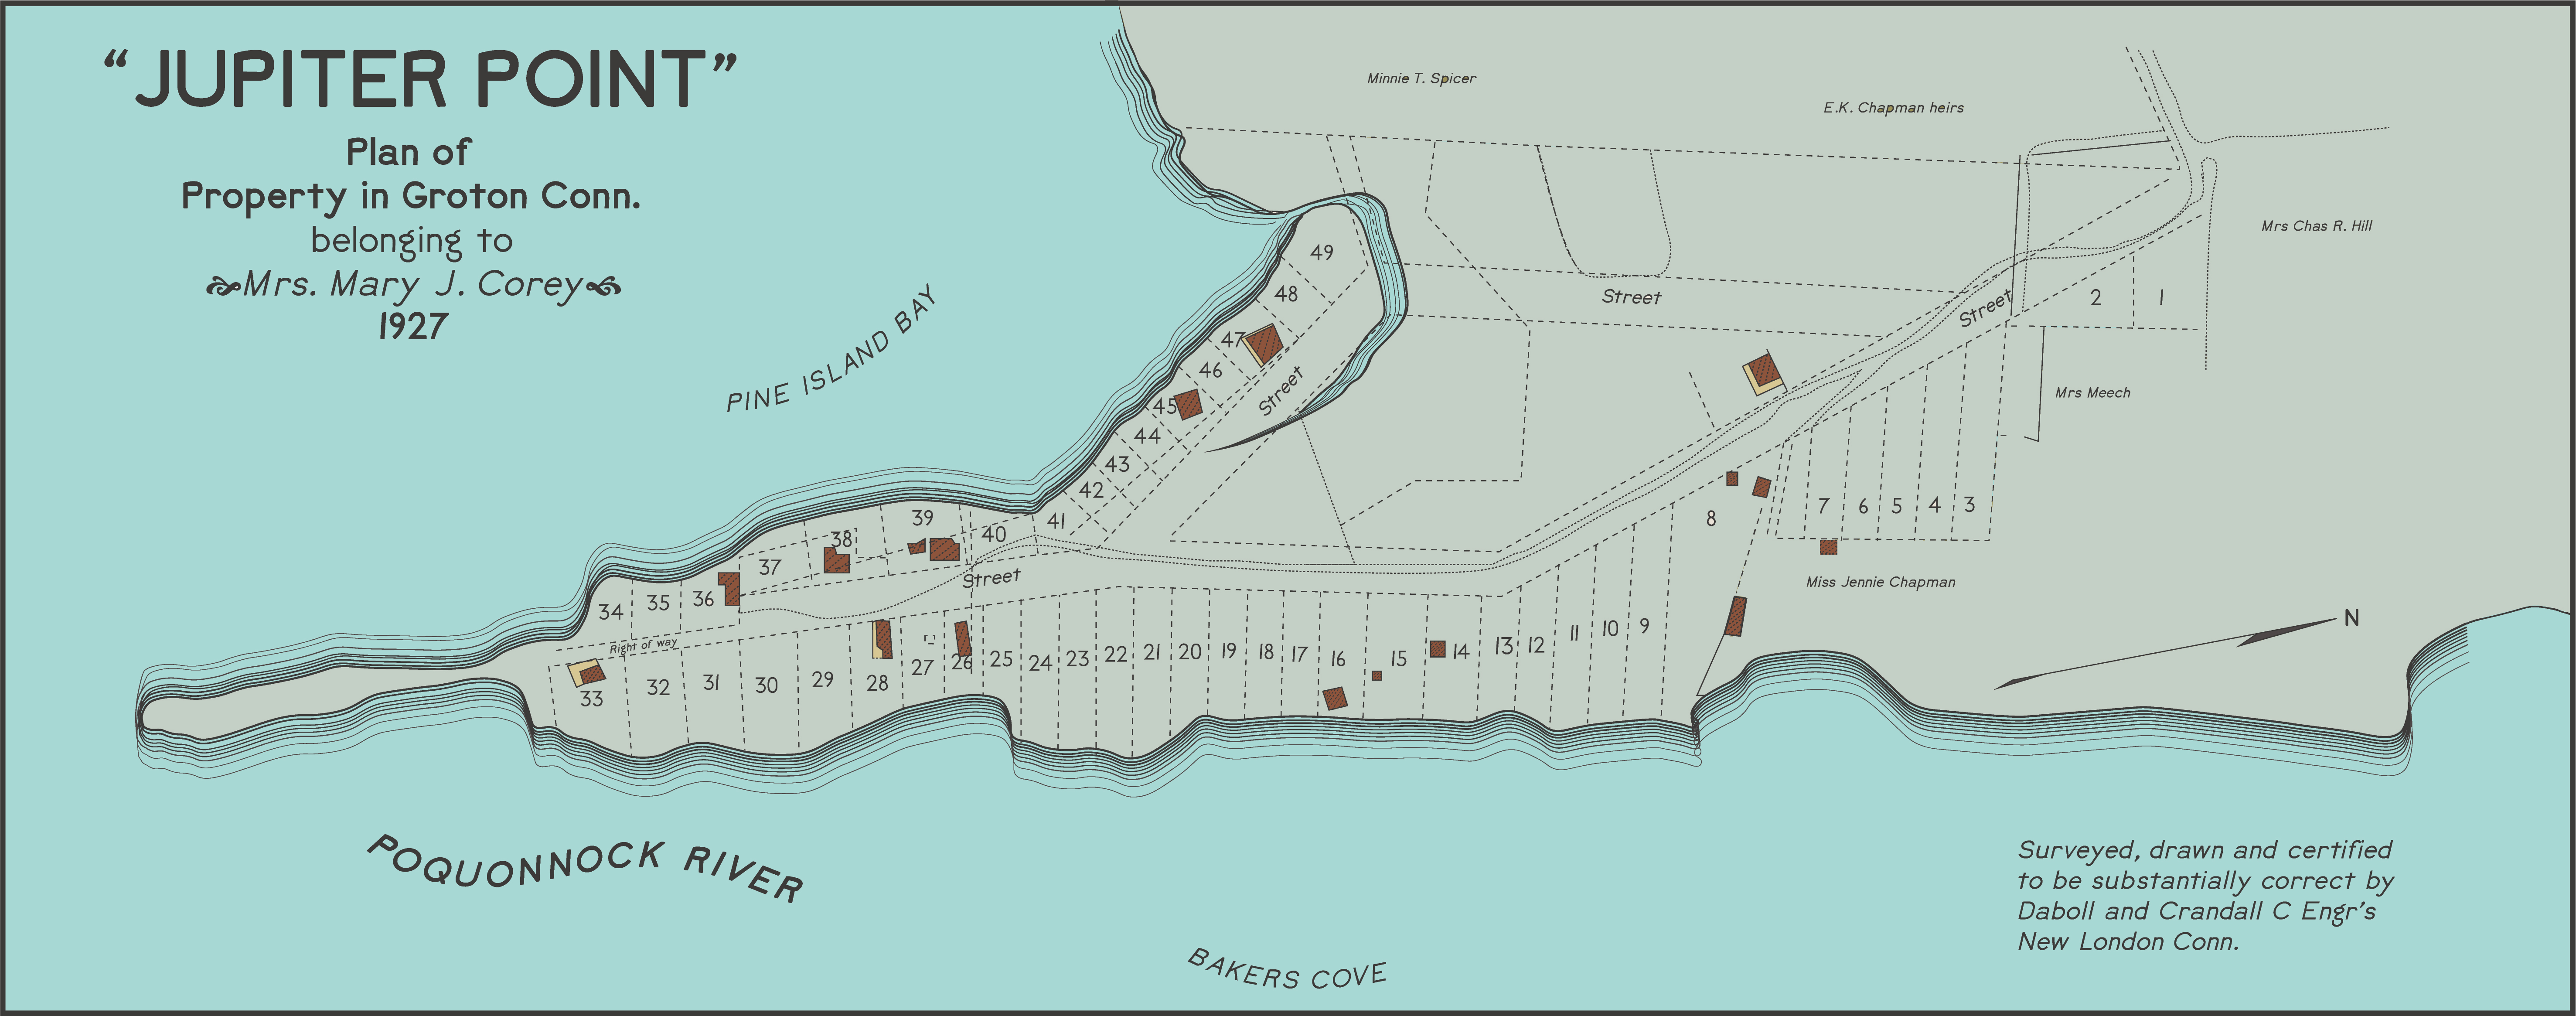 “JUPITER POINT”
Plan of
Property in Groton Conn.
belonging to
Mrs. Mary J. Corey
1927
Minnie T. Spicer
E.K. Chapman heirs
Mrs Chas R. Hill
PINE ISLAND BAY
49
48
47
46
45
44
43
42
41
40
39
38
37
36
35
34
Street
Street
Street
Street
2
1
Mrs Meech
7
6
5
4
3
8
Miss Jennie Chapman
N
Right of way
33
32
31
30
29
28
27
26
25
24
23
22
21
20
19
18
17
16
15
14
13
12
11
10
9
POQUONNOCK RIVER
BAKERS COVE
Surveyed, drawn and certified
to be substantially correct by
Daboll and Crandall C Engr’s
New London Conn.